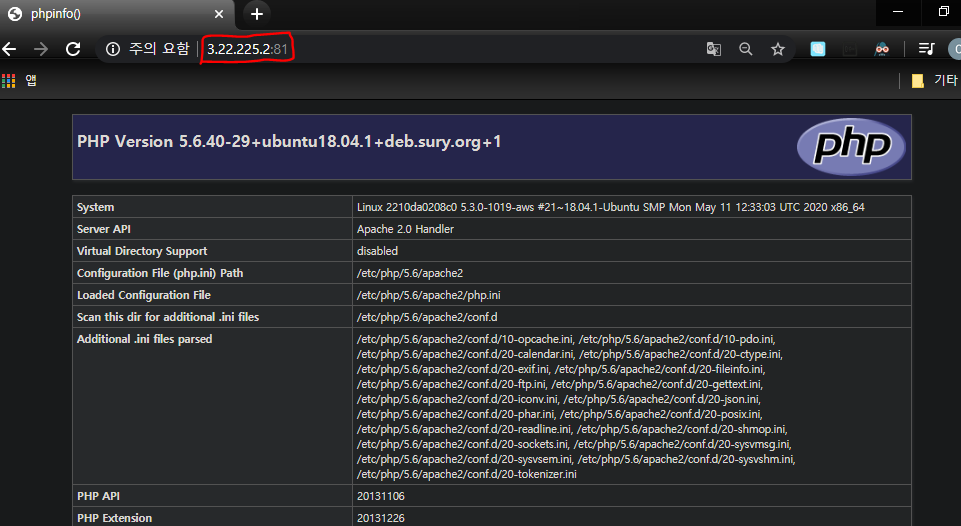 phpinfo()
주의 요함 3.22.225.2:81
앱 기타
PHP Version 5.6.40-29+ubuntu18.04.1+deb.sury.org+1 php
System Linux 2210da0208c0 5.3.0-1019-aws #21~18.04.1-Ubuntu SMP Mon May 11 12:33:03 UTC 2020 x86_64
Server API Apache 2.0 Handler
Virtual Directory Support disabled
Configuration File (php.ini) Path /etc/php/5.6/apache2
Loaded Configuration File /etc/php/5.6/apache2/php.ini
Scan this dir for additional .ini files /etc/php/5.6/apache2/conf.d
Additional .ini files parsed /etc/php/5.6/apache2/conf.d/10-opcache.ini, /etc/php/5.6/apache2/conf.d/10-pdo.ini,
/etc/php/5.6/apache2/conf.d/20-calendar.ini, /etc/php/5.6/apache2/conf.d/20-ctype.ini,
/etc/php/5.6/apache2/conf.d/20-exif.ini, /etc/php/5.6/apache2/conf.d/20-fileinfo.ini,
/etc/php/5.6/apache2/conf.d/20-ftp.ini, /etc/php/5.6/apache2/conf.d/20-gettext.ini,
/etc/php/5.6/apache2/conf.d/20-iconv.ini, /etc/php/5.6/apache2/conf.d/20-json.ini,
/etc/php/5.6/apache2/conf.d/20-phar.ini, /etc/php/5.6/apache2/conf.d/20-posix.ini,
/etc/php/5.6/apache2/conf.d/20-readline.ini, /etc/php/5.6/apache2/conf.d/20-shmop.ini,
/etc/php/5.6/apache2/conf.d/20-sockets.ini, /etc/php/5.6/apache2/conf.d/20-sysvmsg.ini,
/etc/php/5.6/apache2/conf.d/20-sysvsem.ini, /etc/php/5.6/apache2/conf.d/20-sysvshm.ini,
/etc/php/5.6/apache2/conf.d/20-tokenizer.ini
PHP API 20131106
PHP Extension 20131226